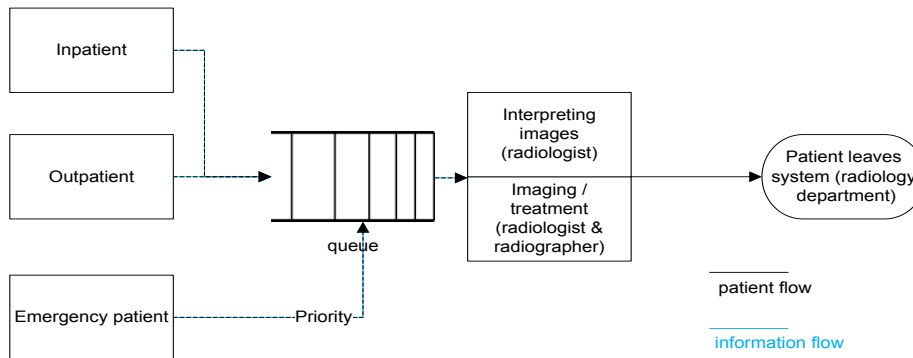 Inpatient
Outpatient
Emergency patient
Priority
queue
Interpreting
images
(radiologist)
Imaging /
treatment
(radiologist &
radiographer)
Patient leaves
system (radiology
department)
patient flow
information flow